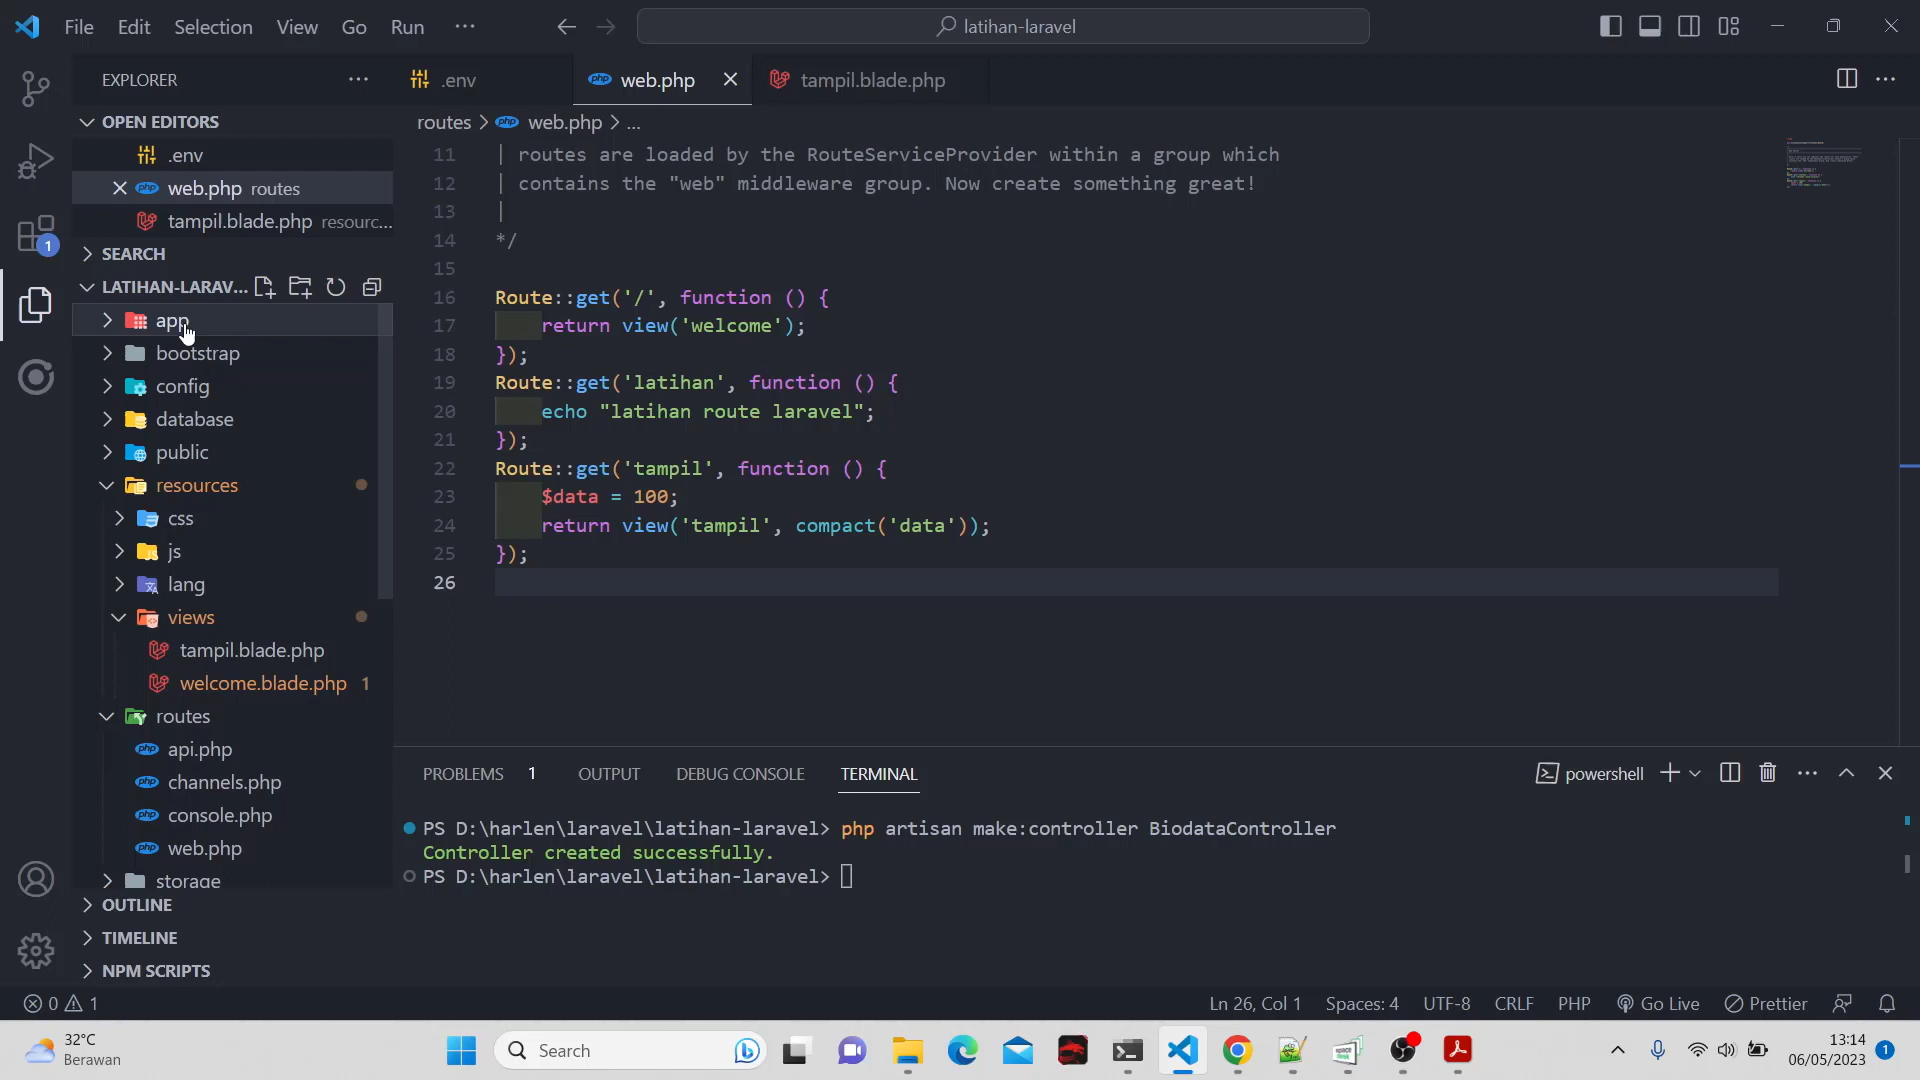 File Edit Selection View Go Run ··· latihan-laravel
EXPLORER ···
OPEN EDITORS
.env
web.php routes
tampil.blade.php resourc...
SEARCH
LATIHAN-LARAV...
app
bootstrap
config
database
public
resources
css
js
lang
views
tampil.blade.php
welcome.blade.php 1
routes
api.php
channels.php
console.php
web.php
storage
OUTLINE
TIMELINE
NPM SCRIPTS
.env web.php tampil.blade.php
routes > web.php > ...
11 | routes are loaded by the RouteServiceProvider within a group which
12 | contains the "web" middleware group. Now create something great!
13 |
14 */
15
16 Route::get('/', function () {
17 return view('welcome');
18 });
19 Route::get('latihan', function () {
20 echo "latihan route laravel";
21 });
22 Route::get('tampil', function () {
23 $data = 100;
24 return view('tampil', compact('data'));
25 });
26
PROBLEMS 1 OUTPUT DEBUG CONSOLE TERMINAL powershell
PS D:\harlen\laravel\latihan-laravel> php artisan make:controller BiodataController
Controller created successfully.
PS D:\harlen\laravel\latihan-laravel>
1
0 1 Ln 26, Col 1 Spaces: 4 UTF-8 CRLF PHP Go Live Prettier
32°C
Berawan
Search
13:14
06/05/2023 1